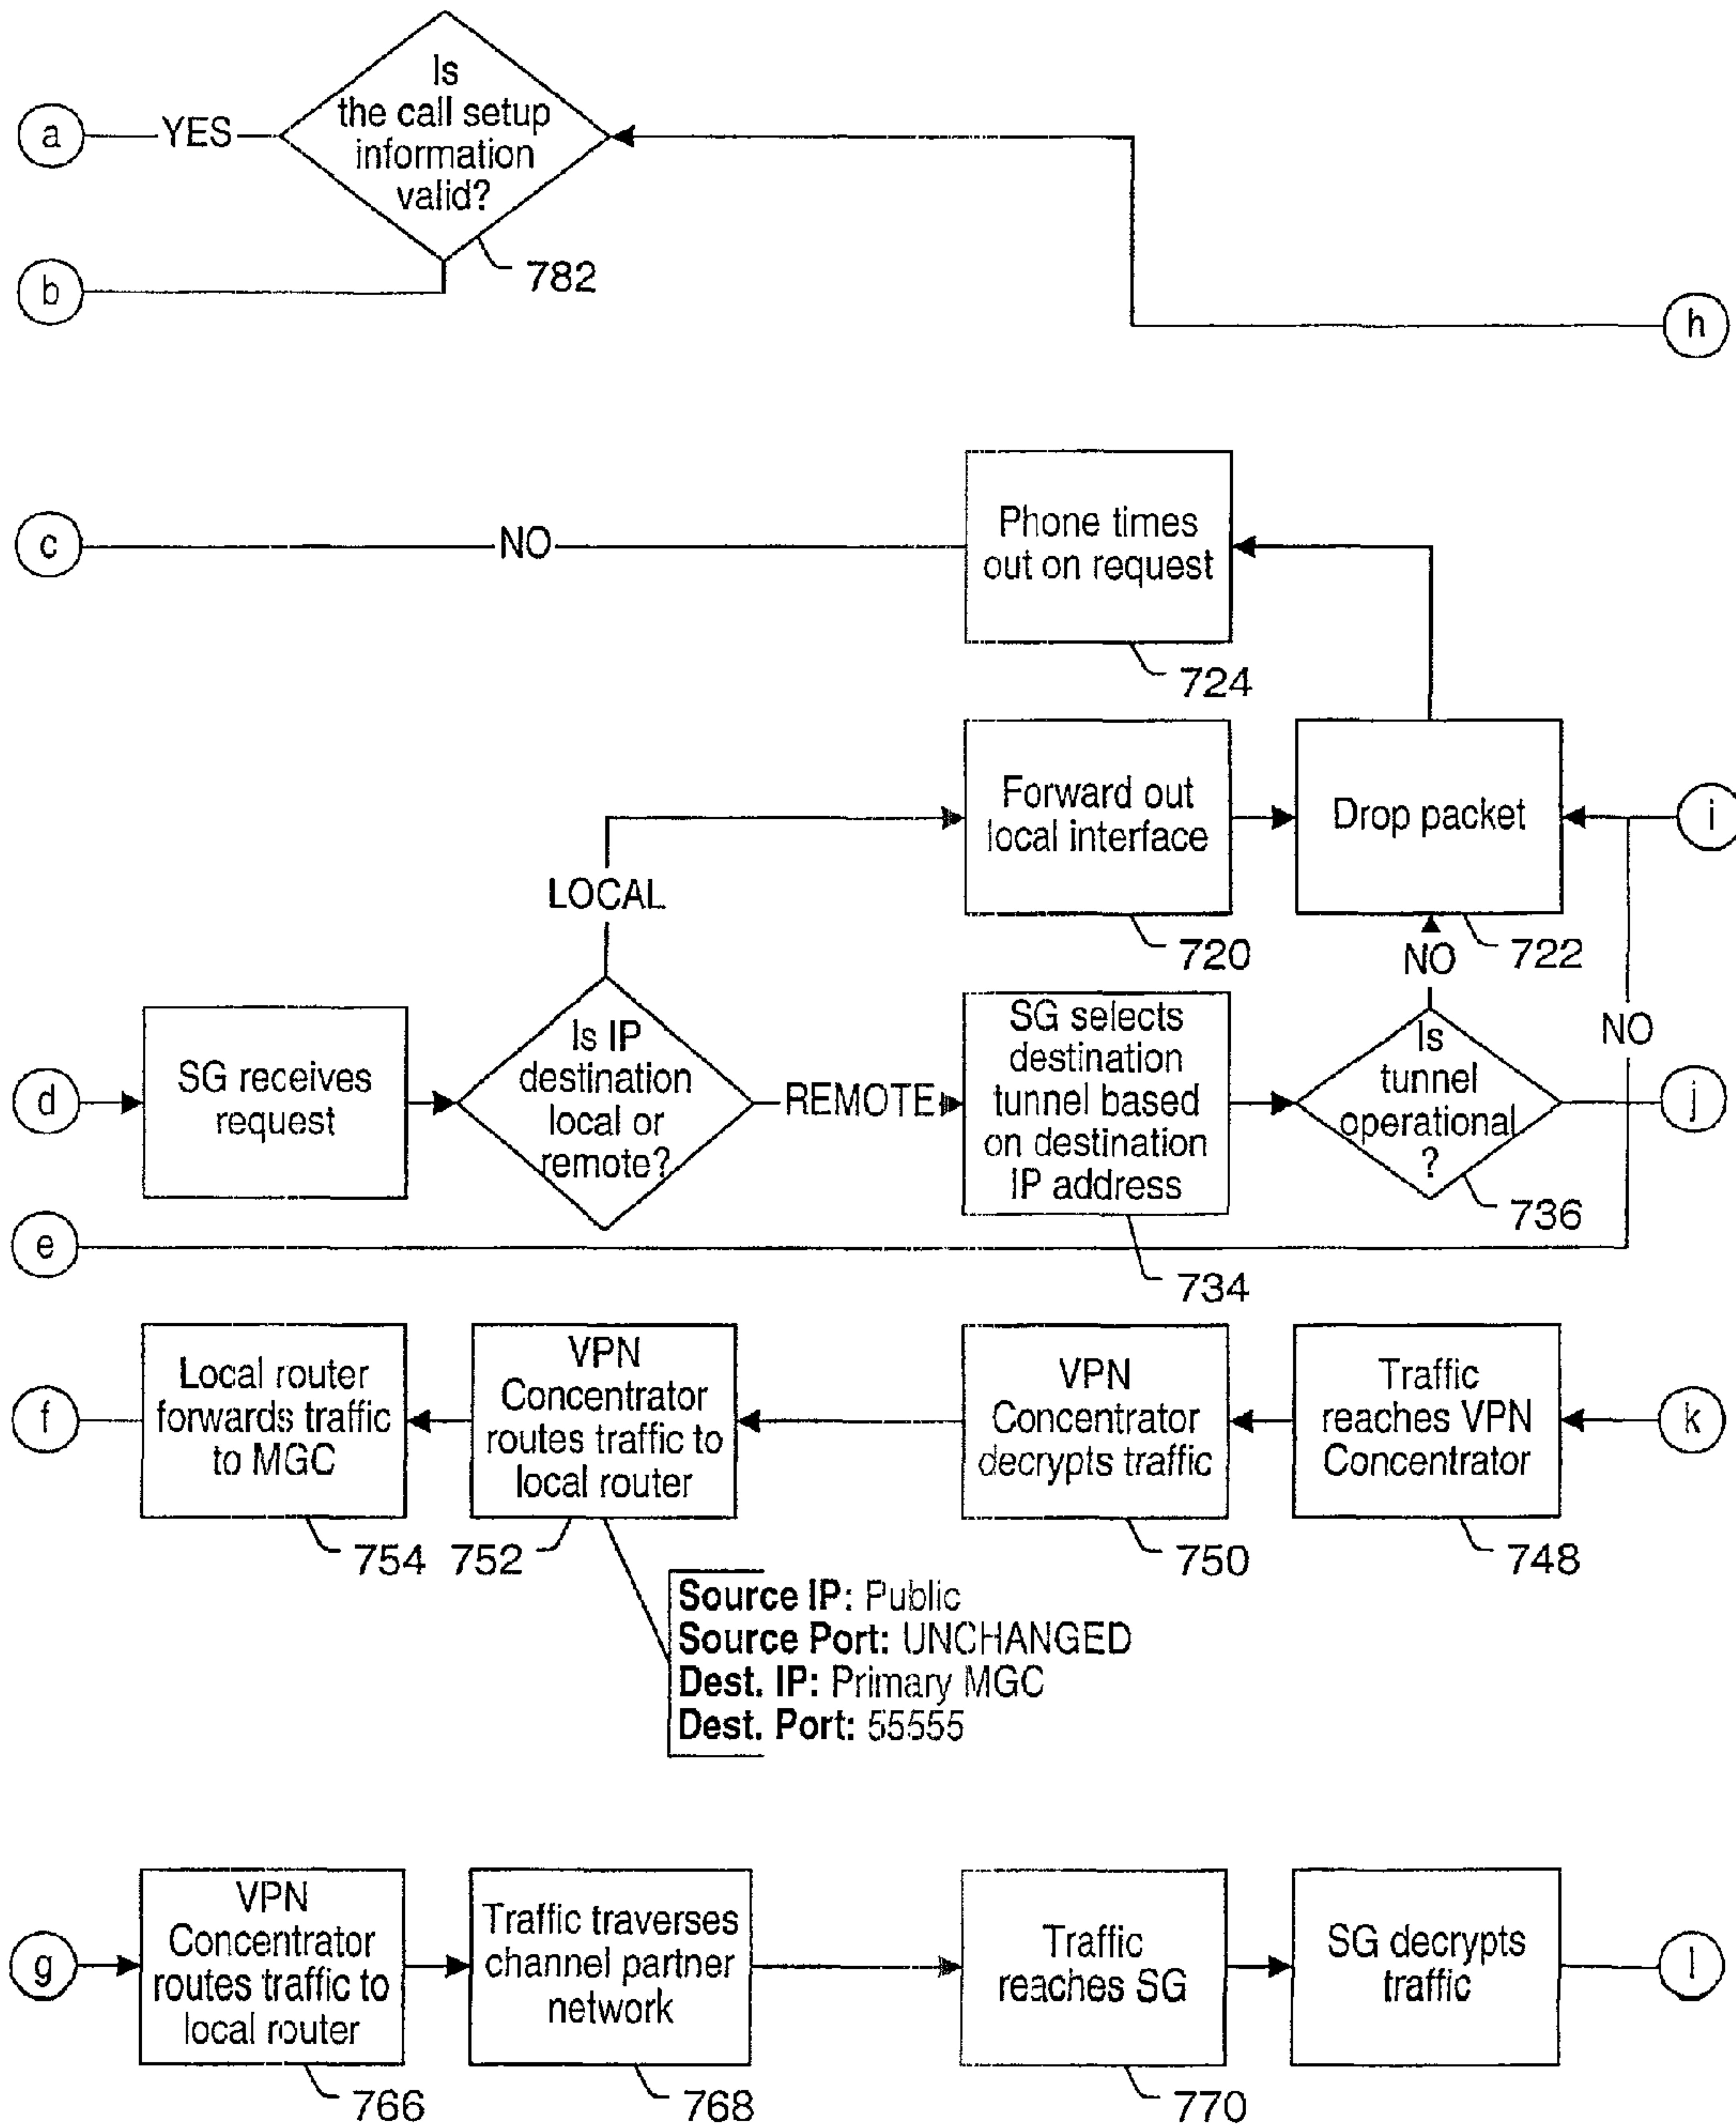 Is
the call setup
information
valid?
a
YES
782
b
h
Phone times
out on request
c
NO
724
Forward out
local interface
Drop packet
i
LOCAL
720
722
NO
SG receives
request
Is IP
destination
local or
remote?
REMOTE
SG selects
destination
tunnel based
on destination
IP address
Is
tunnel
operational
?
NO
d
j
736
e
734
f
Local router
forwards traffic
to MGC
VPN
Concentrator
routes traffic to
local router
VPN
Concentrator
decrypts traffic
Traffic
reaches VPN
Concentrator
k
754
752
750
748
Source IP: Public
Source Port: UNCHANGED
Dest. IP: Primary MGC
Dest. Port: 55555
g
VPN
Concentrator
routes traffic to
local router
Traffic traverses
channel partner
network
Traffic
reaches SG
SG decrypts
traffic
l
766
768
770